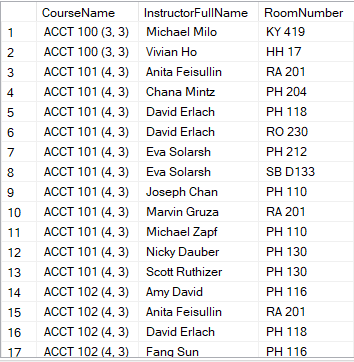 CourseName InstructorFullName RoomNumber
1 ACCT 100 (3, 3) Michael Milo KY 419
2 ACCT 100 (3, 3) Vivian Ho HH 17
3 ACCT 101 (4, 3) Anita Feisullin RA 201
4 ACCT 101 (4, 3) Chana Mintz PH 204
5 ACCT 101 (4, 3) David Erlach PH 118
6 ACCT 101 (4, 3) David Erlach RO 230
7 ACCT 101 (4, 3) Eva Solarsh PH 212
8 ACCT 101 (4, 3) Eva Solarsh SB D133
9 ACCT 101 (4, 3) Joseph Chan PH 110
10 ACCT 101 (4, 3) Marvin Gruza RA 201
11 ACCT 101 (4, 3) Michael Zapf PH 110
12 ACCT 101 (4, 3) Nicky Dauber PH 130
13 ACCT 101 (4, 3) Scott Ruthizer PH 130
14 ACCT 102 (4, 3) Amy David PH 116
15 ACCT 102 (4, 3) Anita Feisullin RA 201
16 ACCT 102 (4, 3) David Erlach PH 118
17 ACCT 102 (4, 3) Fang Sun PH 116